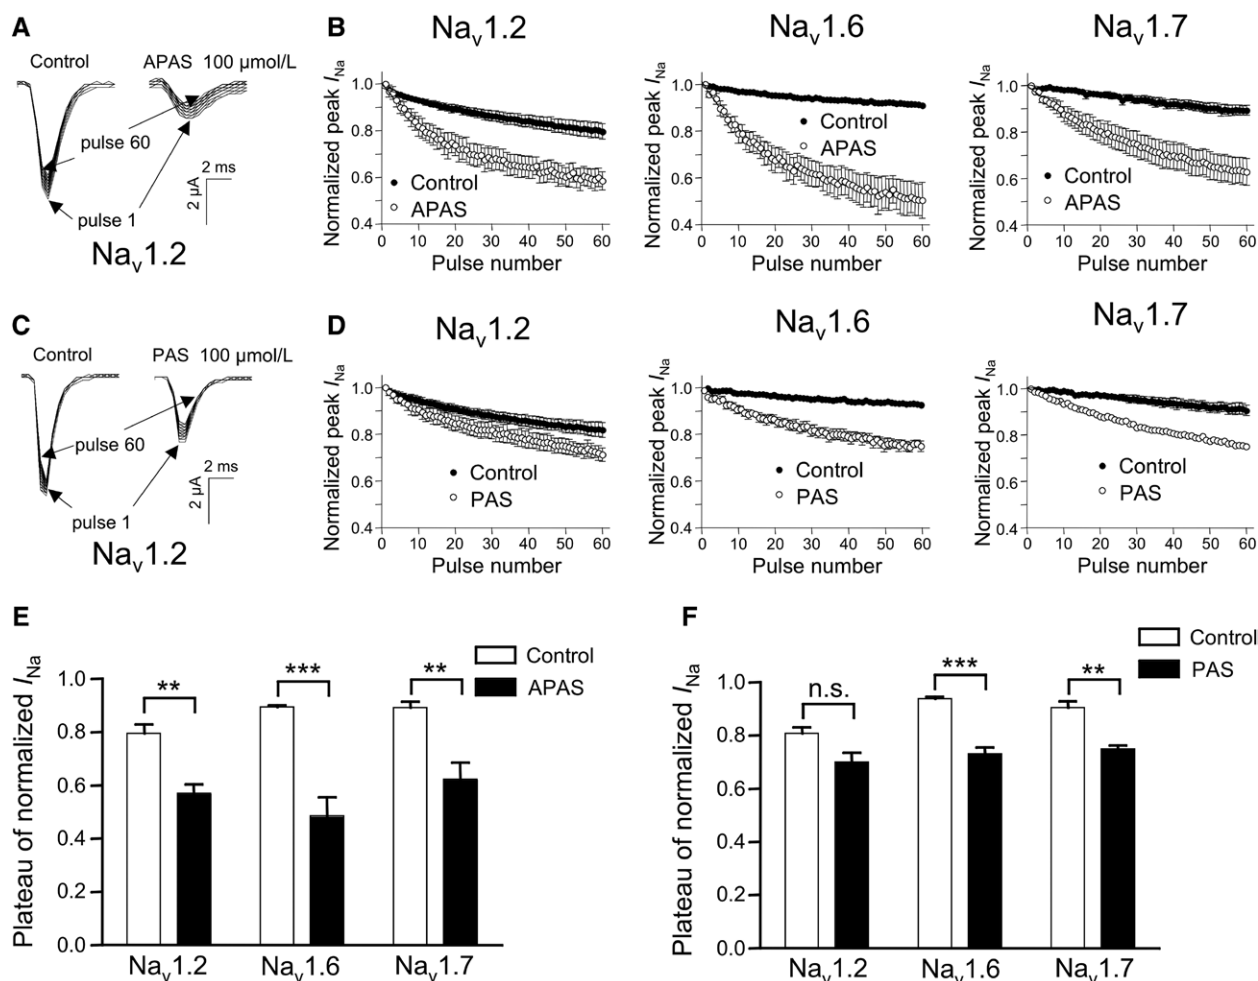 A
Control
APAS 100 µmol/L
pulse 60
pulse 1
2 ms
2 µA
Nav1.2
B
Nav1.2
Normalized peak INa
1.0
0.8
0.6
0.4
Control
APAS
0 10 20 30 40 50 60
Pulse number
Nav1.6
Normalized peak INa
1.0
0.8
0.6
0.4
Control
APAS
0 10 20 30 40 50 60
Pulse number
Nav1.7
Normalized peak INa
1.0
0.8
0.6
0.4
Control
APAS
0 10 20 30 40 50 60
Pulse number
C
Control
PAS 100 µmol/L
pulse 60
pulse 1
2 ms
2 µA
Nav1.2
D
Nav1.2
Normalized peak INa
1.0
0.8
0.6
0.4
Control
PAS
0 10 20 30 40 50 60
Pulse number
Nav1.6
Normalized peak INa
1.0
0.8
0.6
0.4
Control
PAS
0 10 20 30 40 50 60
Pulse number
Nav1.7
Normalized peak INa
1.0
0.8
0.6
0.4
Control
PAS
0 10 20 30 40 50 60
Pulse number
E
Control
APAS
Plateau of normalized INa
1.0
0.8
0.6
0.4
0.2
0.0
**
***
**
Nav1.2 Nav1.6 Nav1.7
F
Control
PAS
Plateau of normalized INa
1.0
0.8
0.6
0.4
0.2
0.0
n.s.
***
**
Nav1.2 Nav1.6 Nav1.7